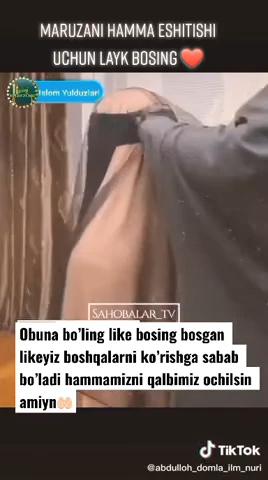 MARUZANI HAMMA ESHITISHI
UCHUN LAYK BOSING ❤️
Islom Yulduzlari
SAHOBALAR_TV
Obuna bo’ling like bosing bosgan
likeyiz boshqalarni ko’rishga sabab
bo’ladi hammamizni qalbimiz ochilsin
amiyn🤲🏻
TikTok
@abdulloh_domla_ilm_nuri